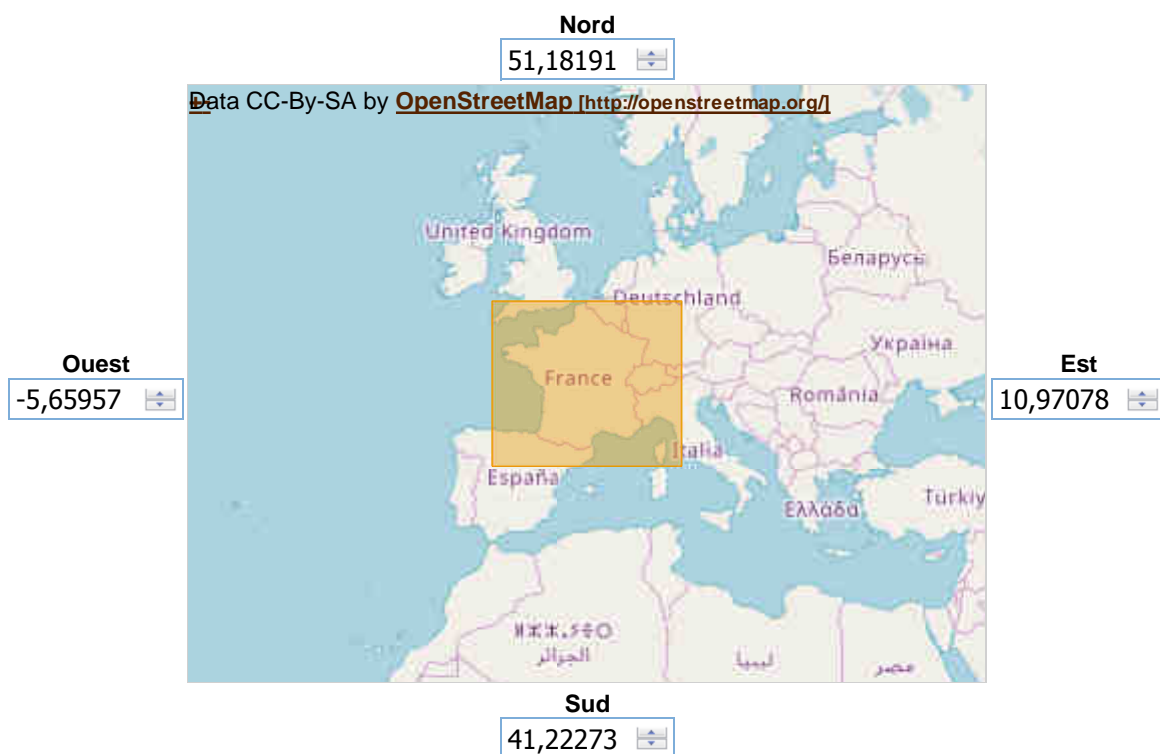 Nord
51,18191
Data CC-By-SA by OpenStreetMap [http://openstreetmap.org/]
United Kingdom
Беларусь
Deutschland
Україна
Ouest
-5,65957
France
Est
10,97078
România
Italia
España
Ελλάδα
Türkiy
ⵍⵣⵣⴰⵢⴻⵔ
الجزائر
ليبيا
مصر
Sud
41,22273